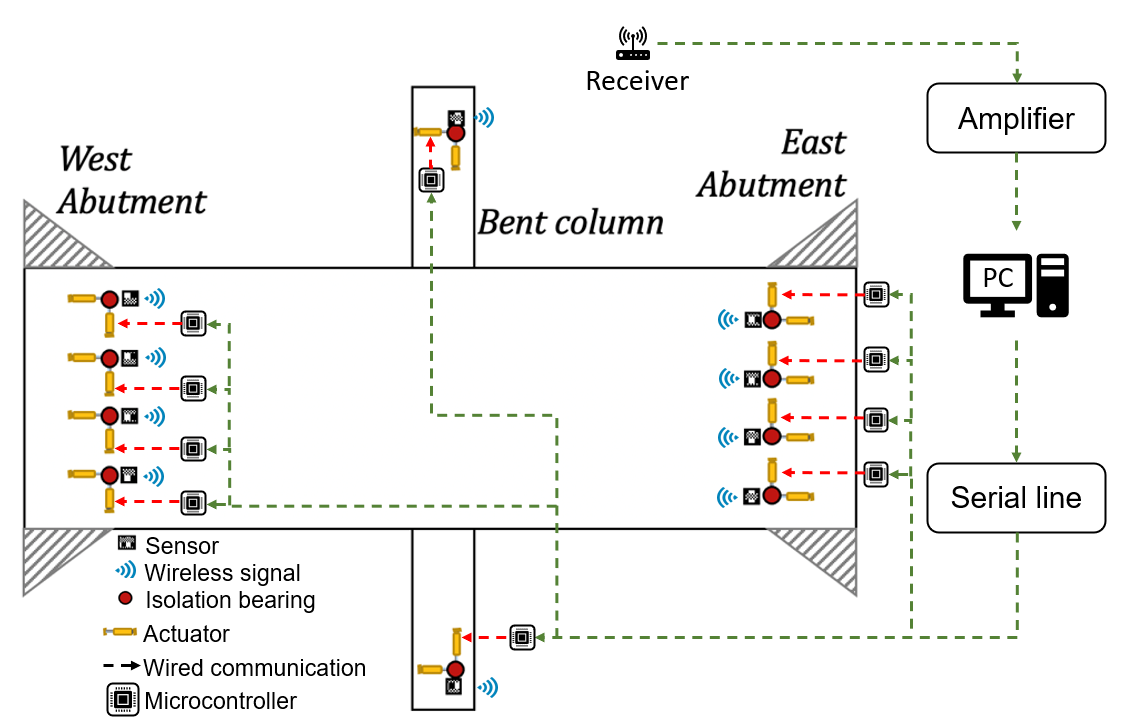 Receiver
Amplifier
West
Abutment
East
Abutment
Bent column
PC
Serial line
Sensor
Wireless signal
Isolation bearing
Actuator
Wired communication
Microcontroller